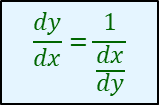 dy/dx = 1/(dx/dy)